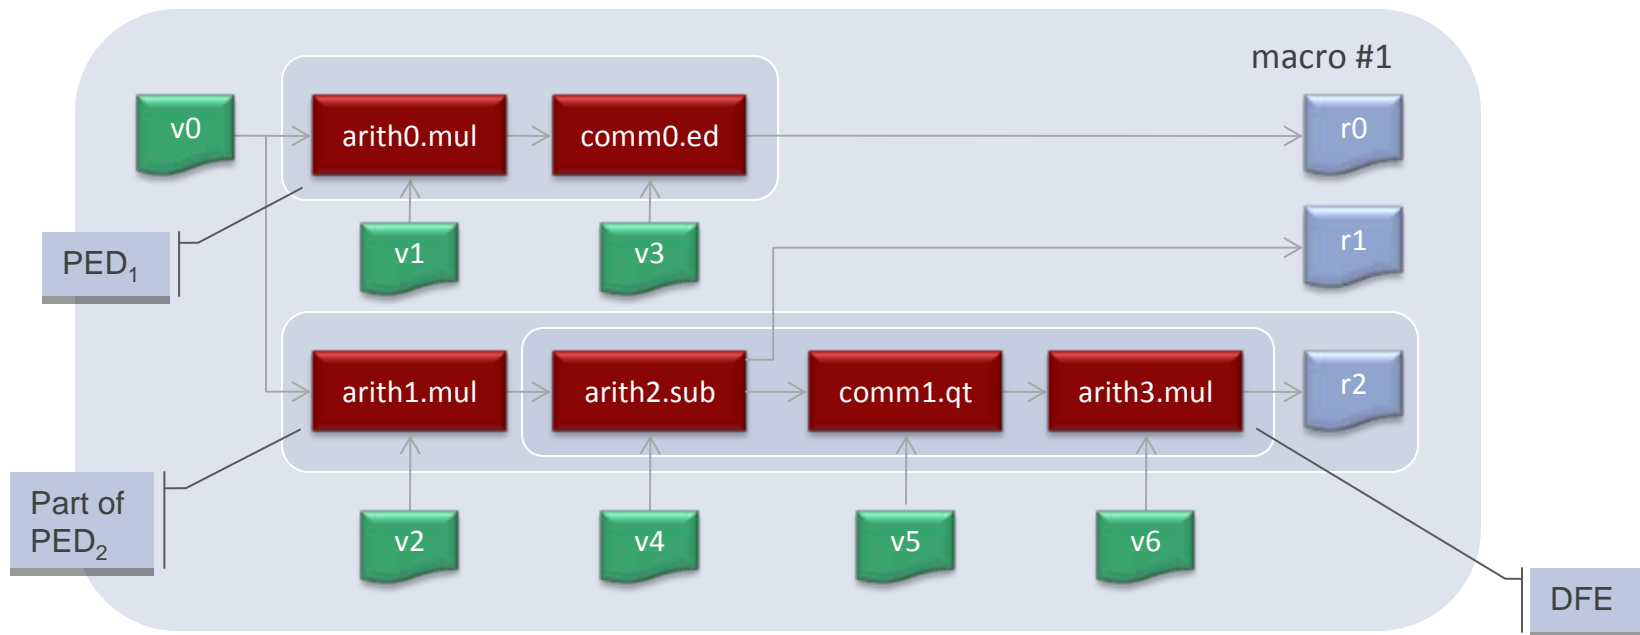 macro #1
v0
arith0.mul
comm0.ed
r0
v1
v3
r1
PED1
arith1.mul
arith2.sub
comm1.qt
arith3.mul
r2
Part of
PED2
v2
v4
v5
v6
DFE